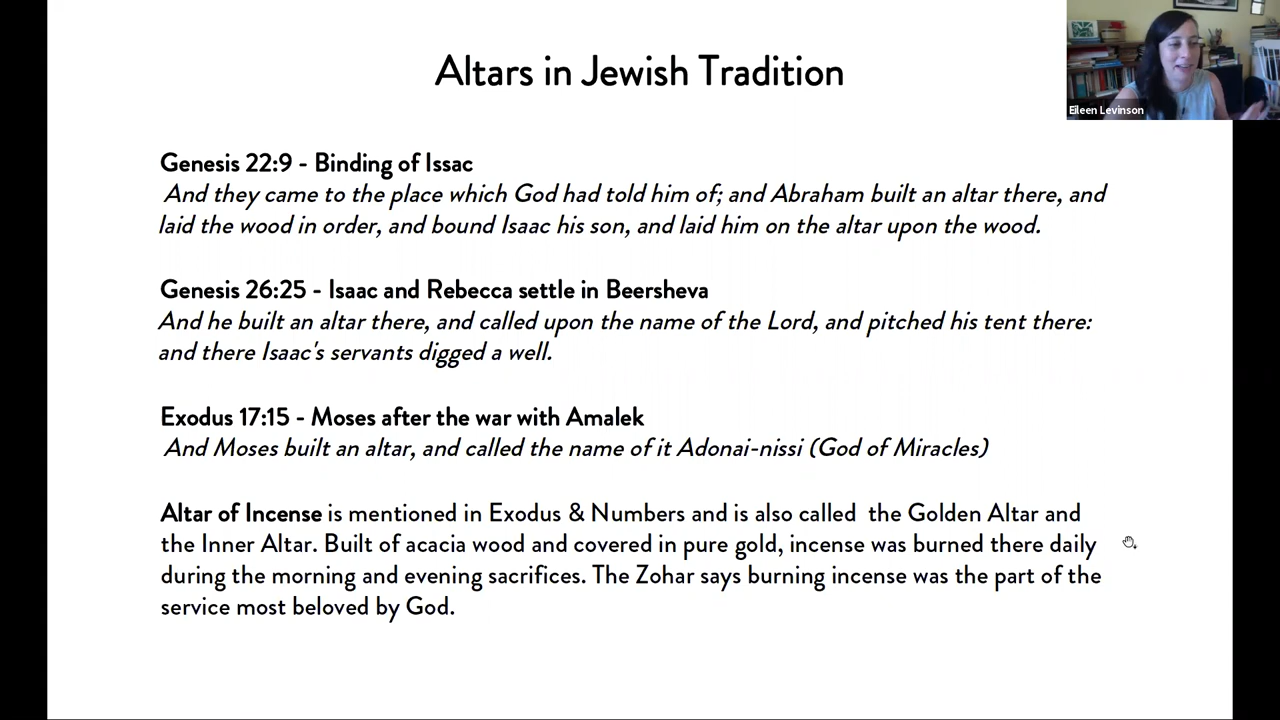 Altars in Jewish Tradition
Eileen Levinson
Genesis 22:9 - Binding of Issac
And they came to the place which God had told him of; and Abraham built an altar there, and
laid the wood in order, and bound Isaac his son, and laid him on the altar upon the wood.
Genesis 26:25 - Isaac and Rebecca settle in Beersheva
And he built an altar there, and called upon the name of the Lord, and pitched his tent there:
and there Isaac's servants digged a well.
Exodus 17:15 - Moses after the war with Amalek
And Moses built an altar, and called the name of it Adonai-nissi (God of Miracles)
Altar of Incense is mentioned in Exodus & Numbers and is also called  the Golden Altar and
the Inner Altar. Built of acacia wood and covered in pure gold, incense was burned there daily
during the morning and evening sacrifices. The Zohar says burning incense was the part of the
service most beloved by God.